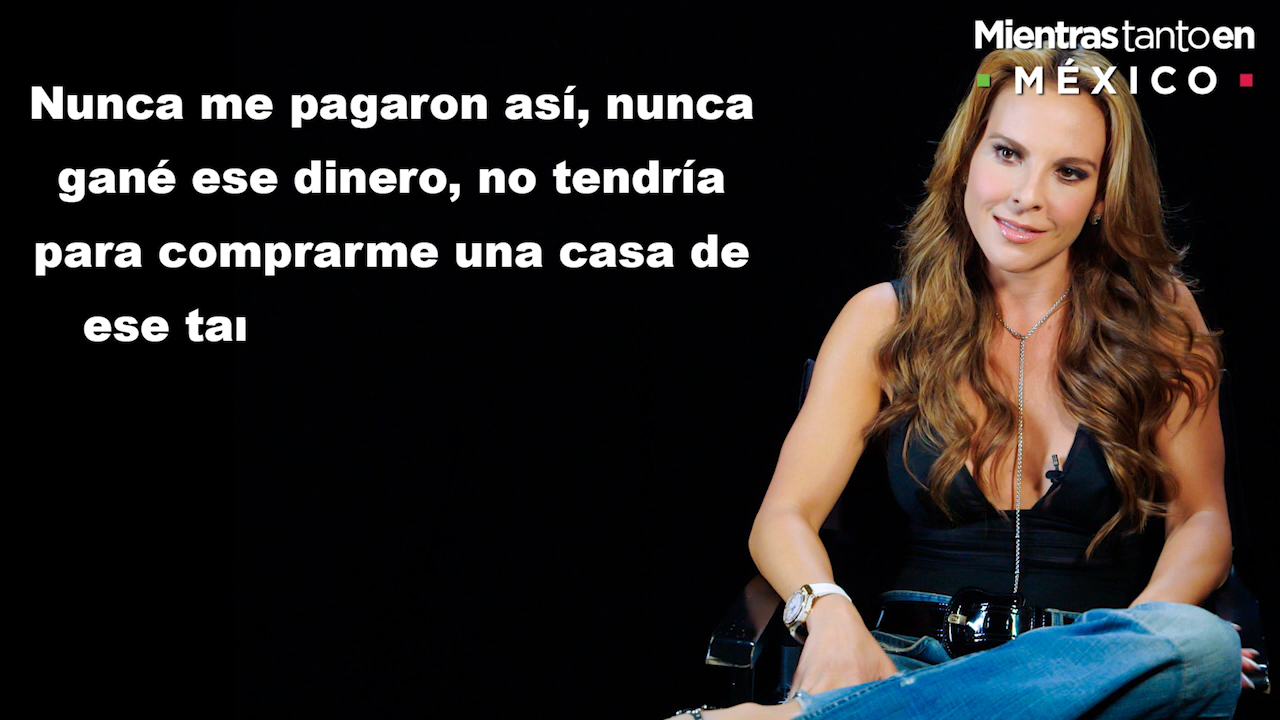 Mientras tanto en
MÉXICO
Nunca me pagaron así, nunca
gané ese dinero, no tendría
para comprarme una casa de
ese